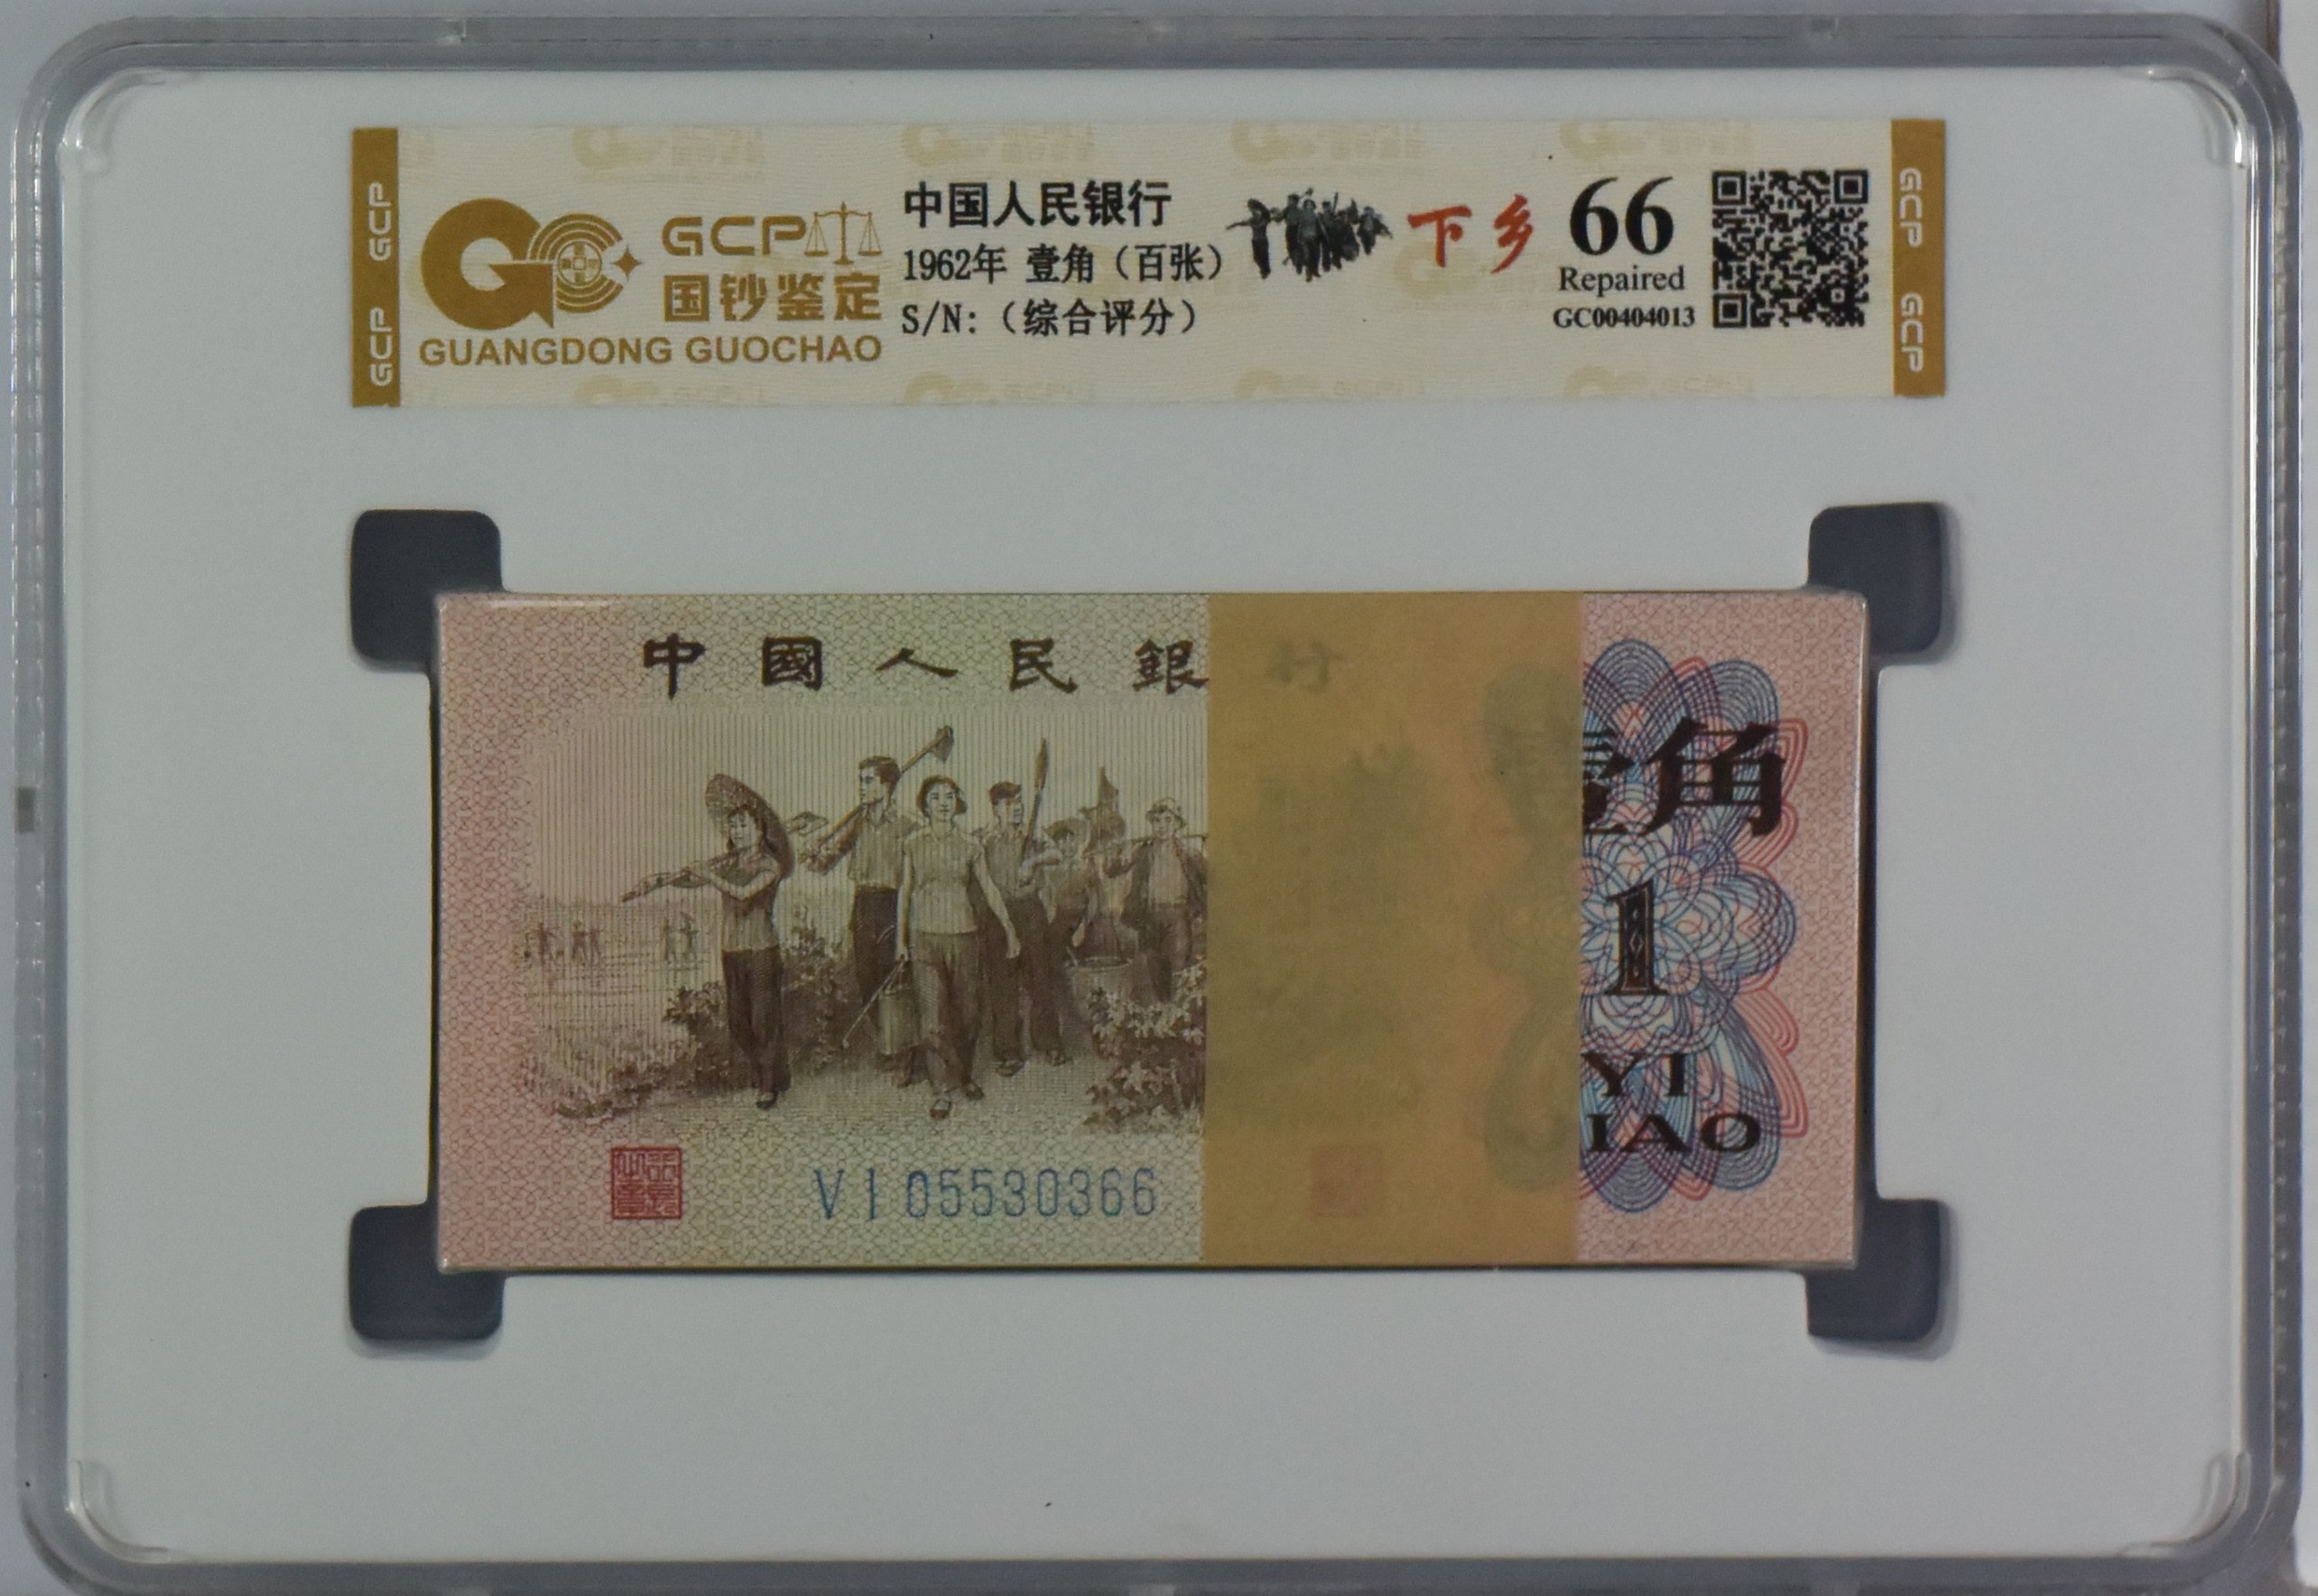 GCP GCP
GCP
国钞鉴定
GUANGDONG GUOCHAO
中国人民银行
1962年 壹角（百张）
S/N:（综合评分）
下乡
66
Repaired
GC00404013
GCP GCP
中國人民銀行
壹角
1
YI
IAO
V I 05530366